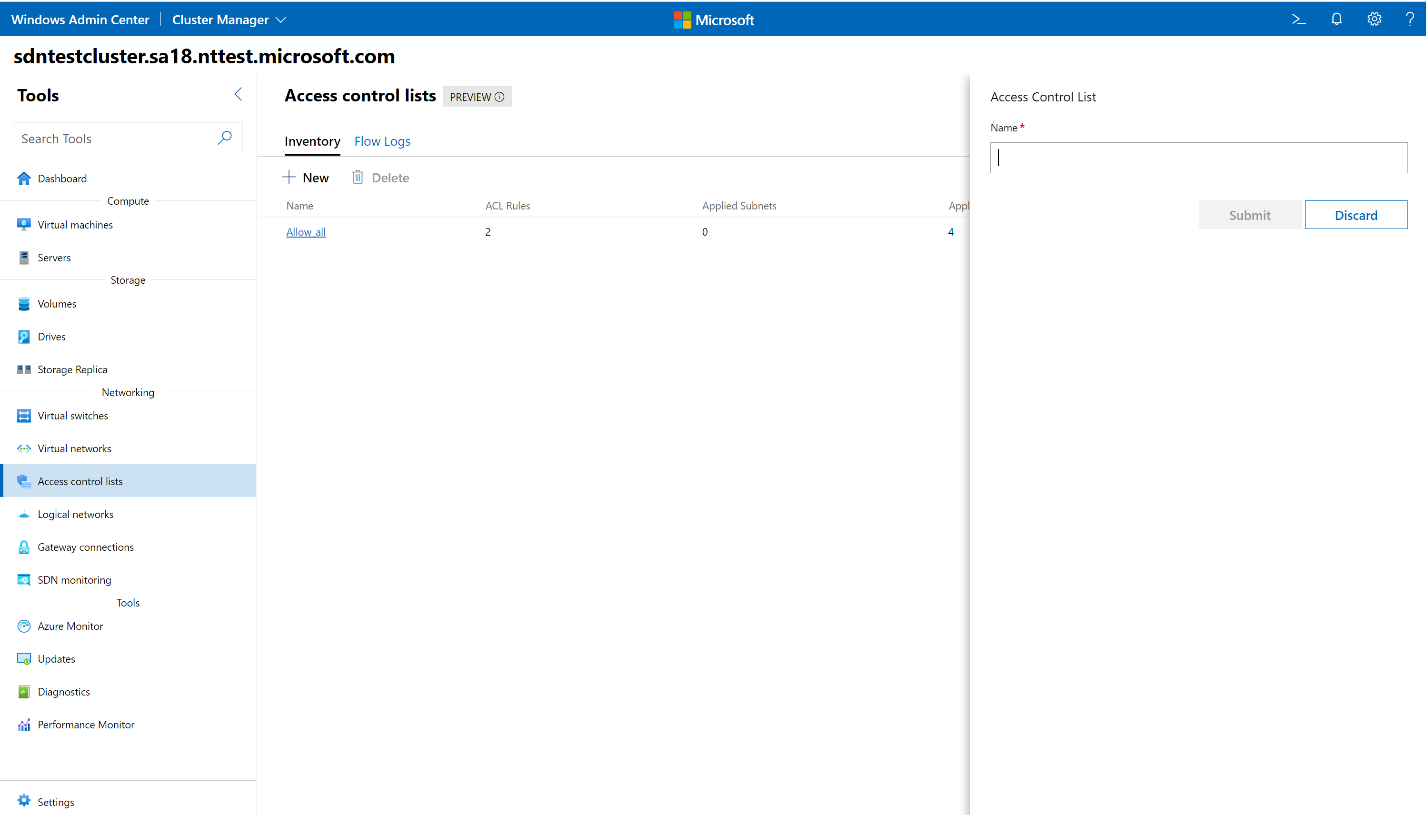 Windows Admin Center
Cluster Manager
Microsoft
sdntestcluster.sa18.nttest.microsoft.com
Tools
Search Tools
Dashboard
Compute
Virtual machines
Servers
Storage
Volumes
Drives
Storage Replica
Networking
Virtual switches
Virtual networks
Access control lists
Logical networks
Gateway connections
SDN monitoring
Tools
Azure Monitor
Updates
Diagnostics
Performance Monitor
Settings
Access control lists PREVIEW
Inventory Flow Logs
New Delete
Name ACL Rules Applied Subnets Appl
Allow_all 2 0 4
Access Control List
Name *
Submit Discard